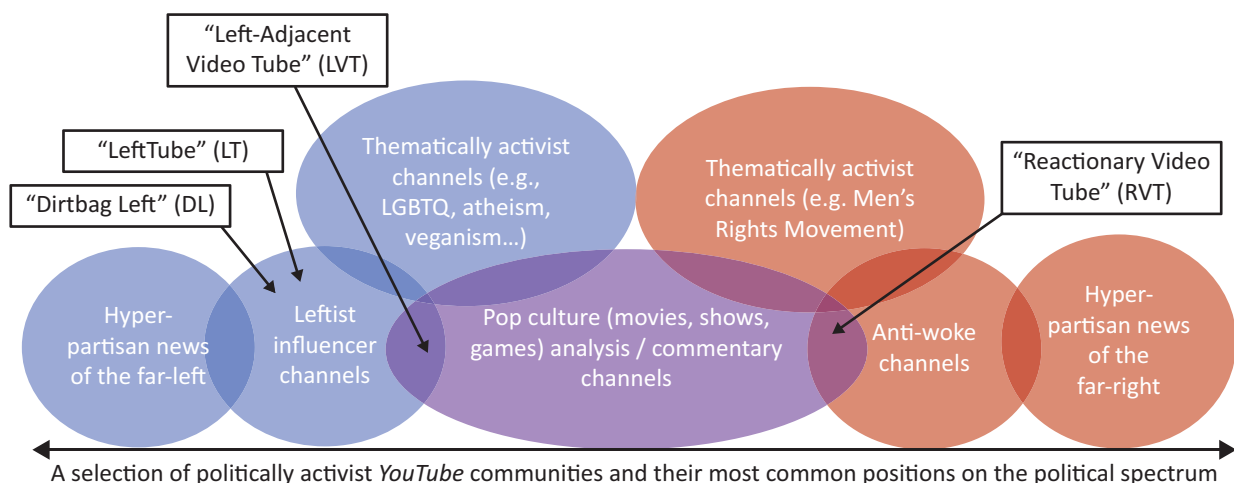 “Left-Adjacent
Video Tube” (LVT)
“LeftTube” (LT)
“Dirtbag Left” (DL)
“Reactionary Video
Tube” (RVT)
Thematically activist
channels (e.g.,
LGBTQ, atheism,
veganism…)
Thematically activist
channels (e.g. Men’s
Rights Movement)
Hyper-
partisan news
of the far-left
Leftist
influencer
channels
Pop culture (movies, shows,
games) analysis / commentary
channels
Anti-woke
channels
Hyper-
partisan news
of the
far-right
A selection of politically activist YouTube communities and their most common positions on the political spectrum